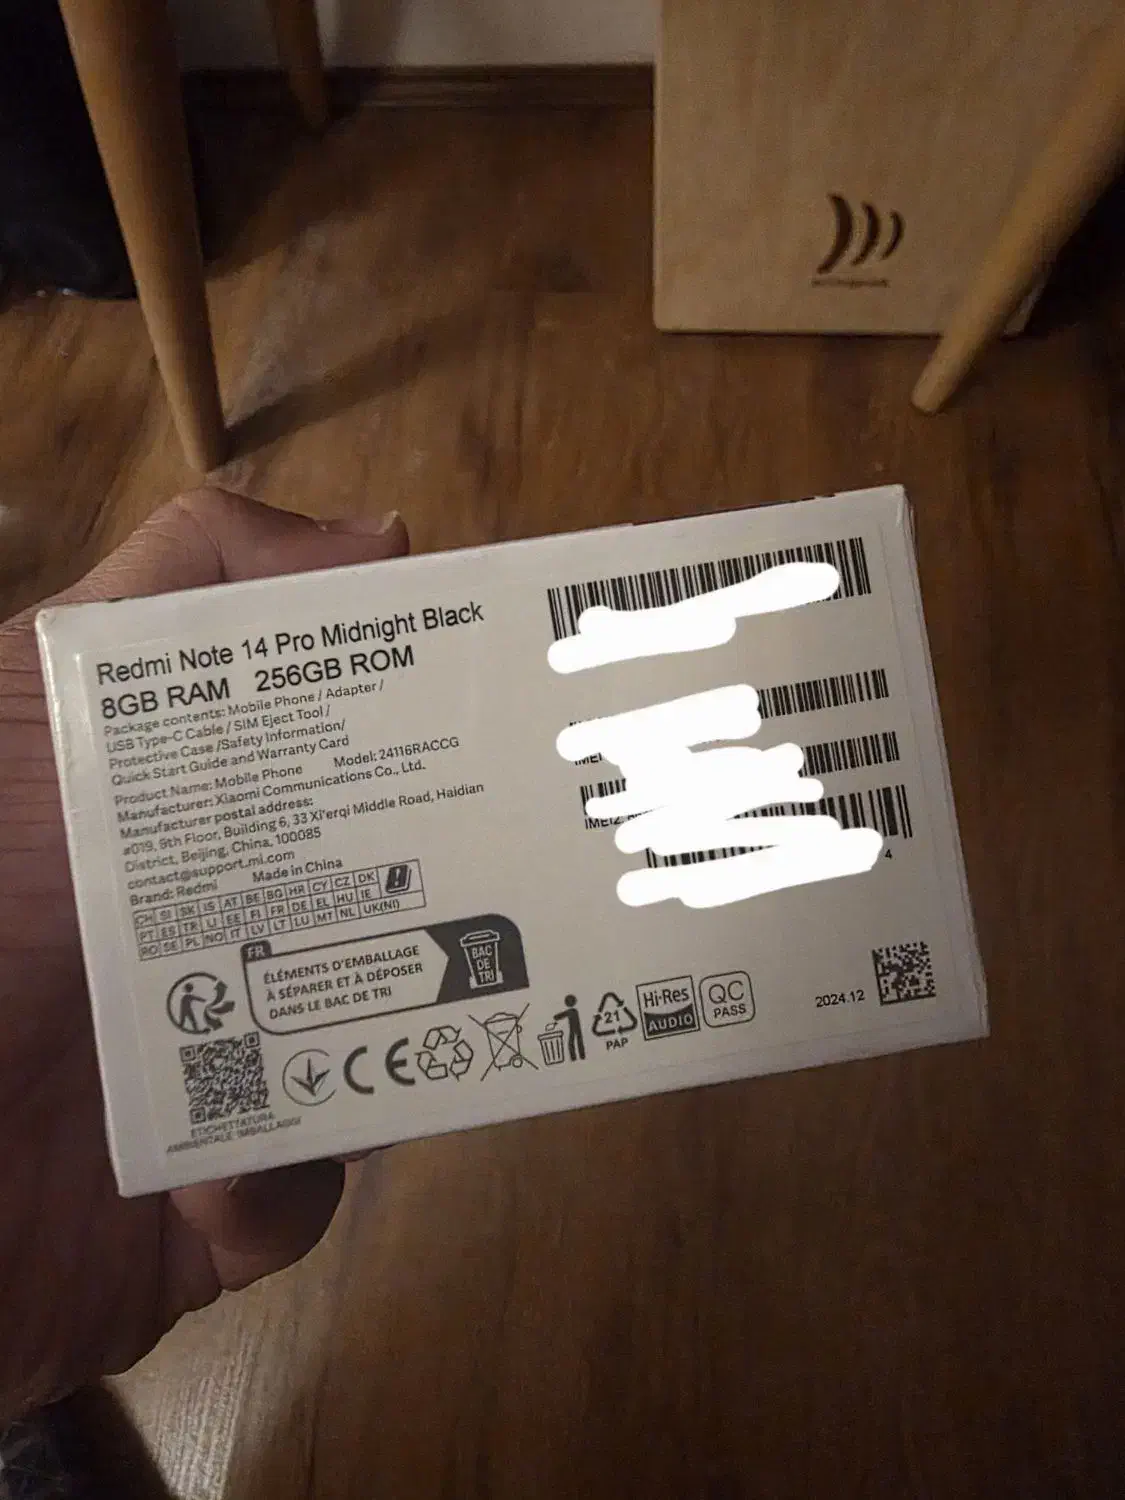 Redmi Note 14 Pro Midnight Black
8GB RAM 256GB ROM
Package contents: Mobile Phone / Adapter /
USB Type-C Cable / SIM Eject Tool /
Protective Case /Safety Information/
Quick Start Guide and Warranty Card
Product Name: Mobile Phone Model: 24116RACCG
Manufacturer: Xiaomi Communications Co., Ltd.
Manufacturer postal address:
#019, 9th Floor, Building 6, 33 Xi'erqi Middle Road, Haidian
District, Beijing, China, 100085
contact@support.mi.com
Brand: Redmi Made in China
CH SI SK IS AT BE BG HR CY CZ DK
PT ES TR LI EE FI FR DE EL HU IE
RO SE PL NO IT LV LT LU MT NL UK(NI)
FR
ÉLÉMENTS D'EMBALLAGE
À SÉPARER ET À DÉPOSER
DANS LE BAC DE TRI
BAC
DE
TRI
IMEI
IMEI2:
4
2024.12
CE
21
PAP
Hi-Res
AUDIO
QC
PASS
ETICHETTATURA
AMBIENTALE IMBALLAGGI